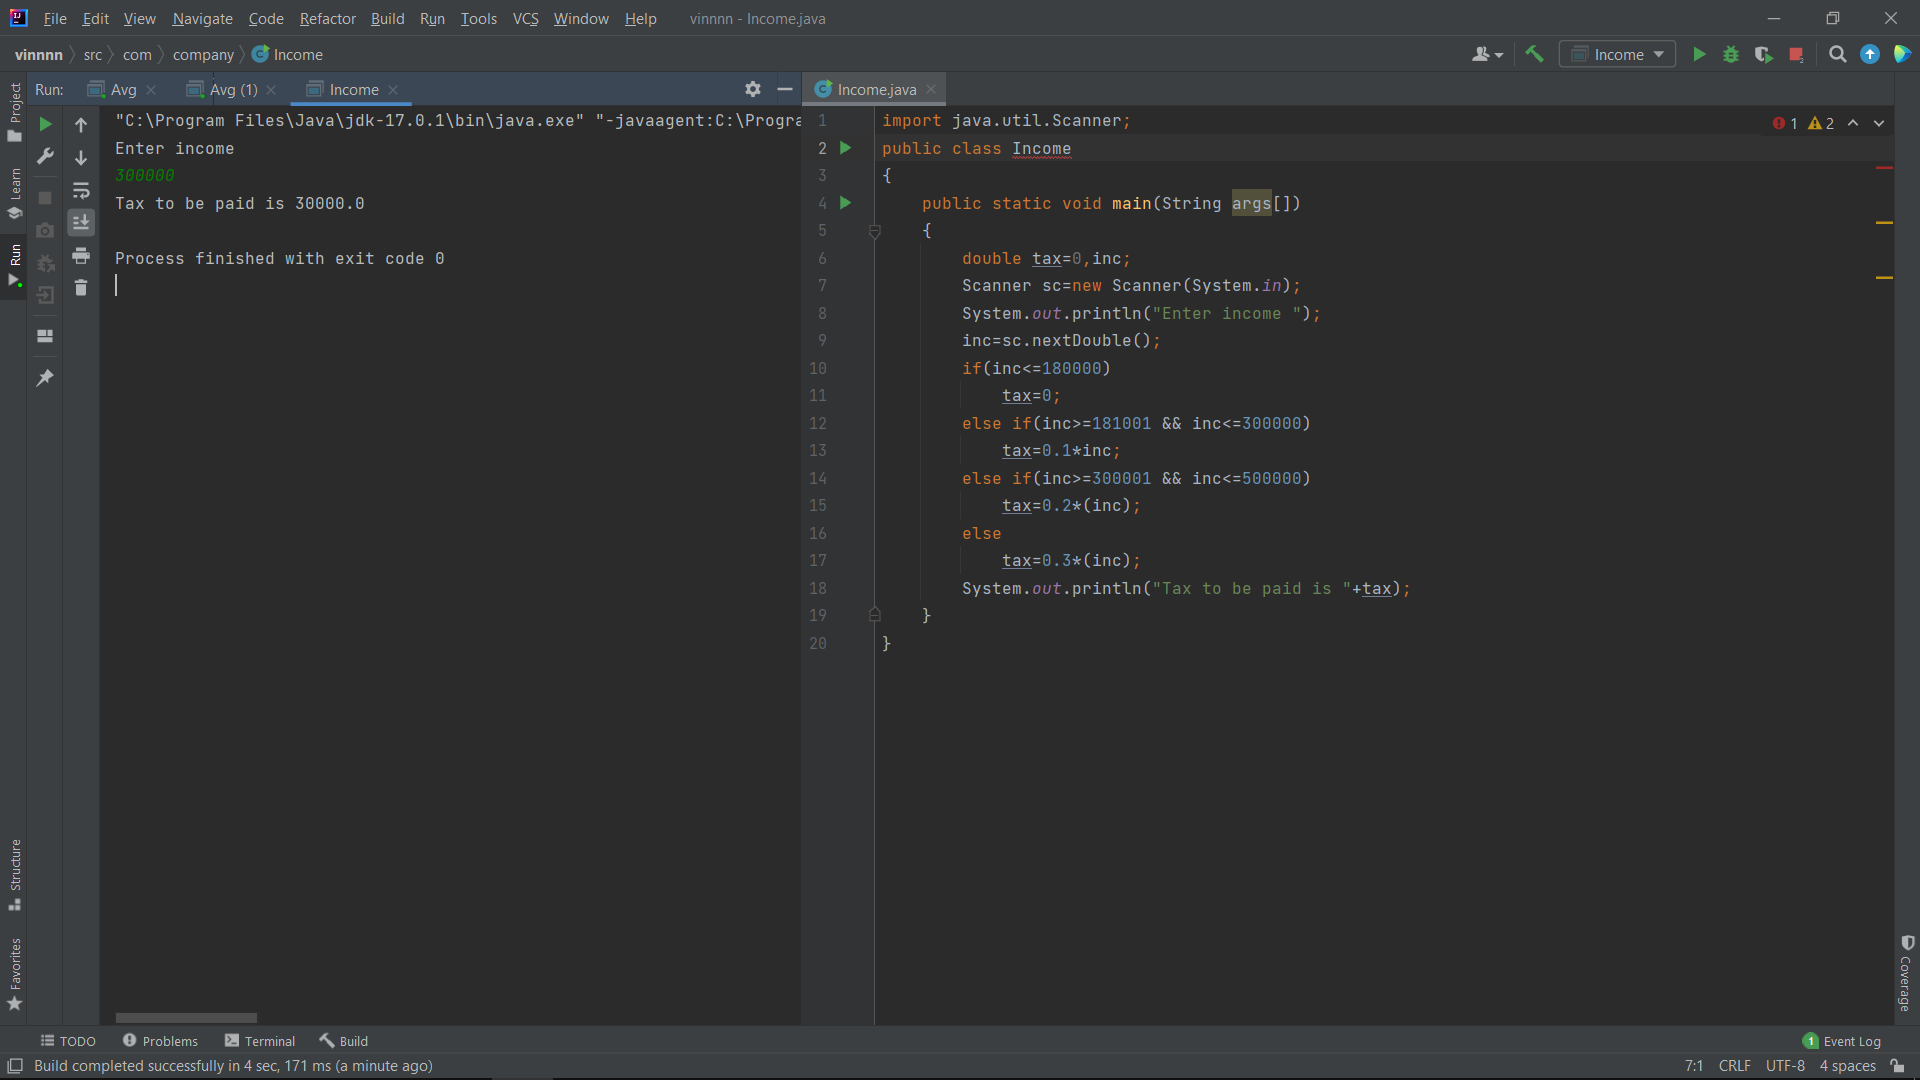 File Edit View Navigate Code Refactor Build Run Tools VCS Window Help vinnnn - Income.java
vinnnn src com company Income
Income
Run: Avg Avg (1) Income
Income.java
Project
Learn
Run
Structure
Favorites
"C:\Program Files\Java\jdk-17.0.1\bin\java.exe" "-javaagent:C:\Progra
Enter income
300000
Tax to be paid is 30000.0
Process finished with exit code 0
1 import java.util.Scanner;
2 public class Income
3 {
4 public static void main(String args[])
5 {
6 double tax=0,inc;
7 Scanner sc=new Scanner(System.in);
8 System.out.println("Enter income ");
9 inc=sc.nextDouble();
10 if(inc<=180000)
11 tax=0;
12 else if(inc>=181001 && inc<=300000)
13 tax=0.1*inc;
14 else if(inc>=300001 && inc<=500000)
15 tax=0.2*(inc);
16 else
17 tax=0.3*(inc);
18 System.out.println("Tax to be paid is "+tax);
19 }
20 }
1 2
Coverage
TODO Problems Terminal Build
1 Event Log
Build completed successfully in 4 sec, 171 ms (a minute ago)
7:1 CRLF UTF-8 4 spaces